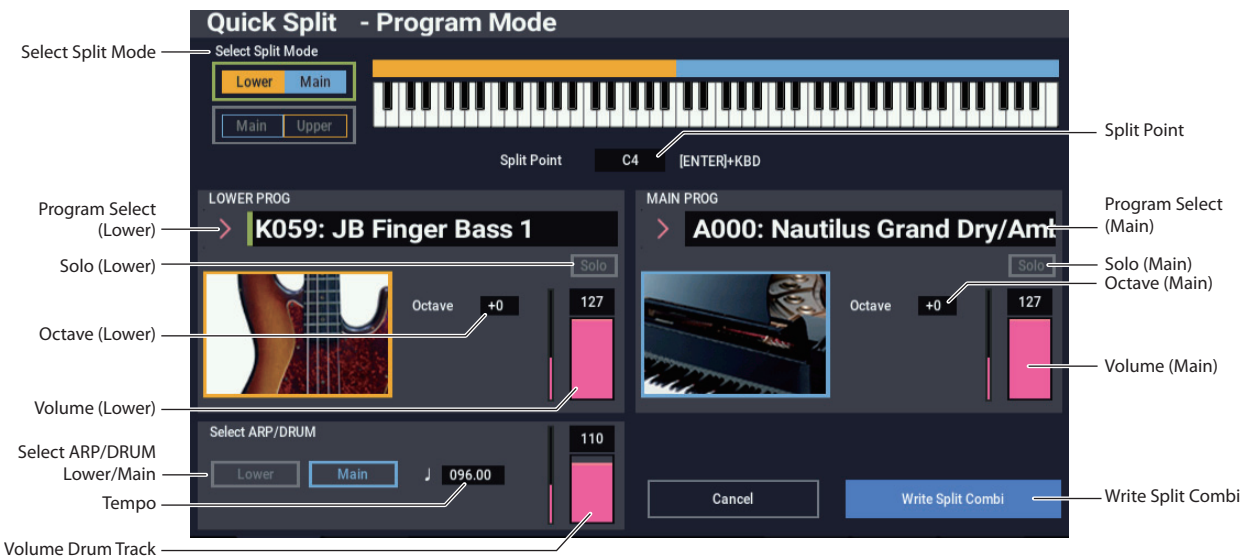 Quick Split - Program Mode
Select Split Mode
Select Split Mode
Lower Main
Main Upper
Split Point C4 [ENTER]+KBD
Split Point
LOWER PROG
MAIN PROG
Program Select
(Lower)
K059: JB Finger Bass 1
A000: Nautilus Grand Dry/Am
Program Select
(Main)
Solo (Lower)
Solo
Solo
Solo (Main)
Octave (Main)
Octave +0
127
Octave +0
127
Octave (Lower)
Volume (Main)
Volume (Lower)
Select ARP/DRUM
110
Select ARP/DRUM
Lower/Main
Lower Main ♩ 096.00
Tempo
Cancel
Write Split Combi
Write Split Combi
Volume Drum Track